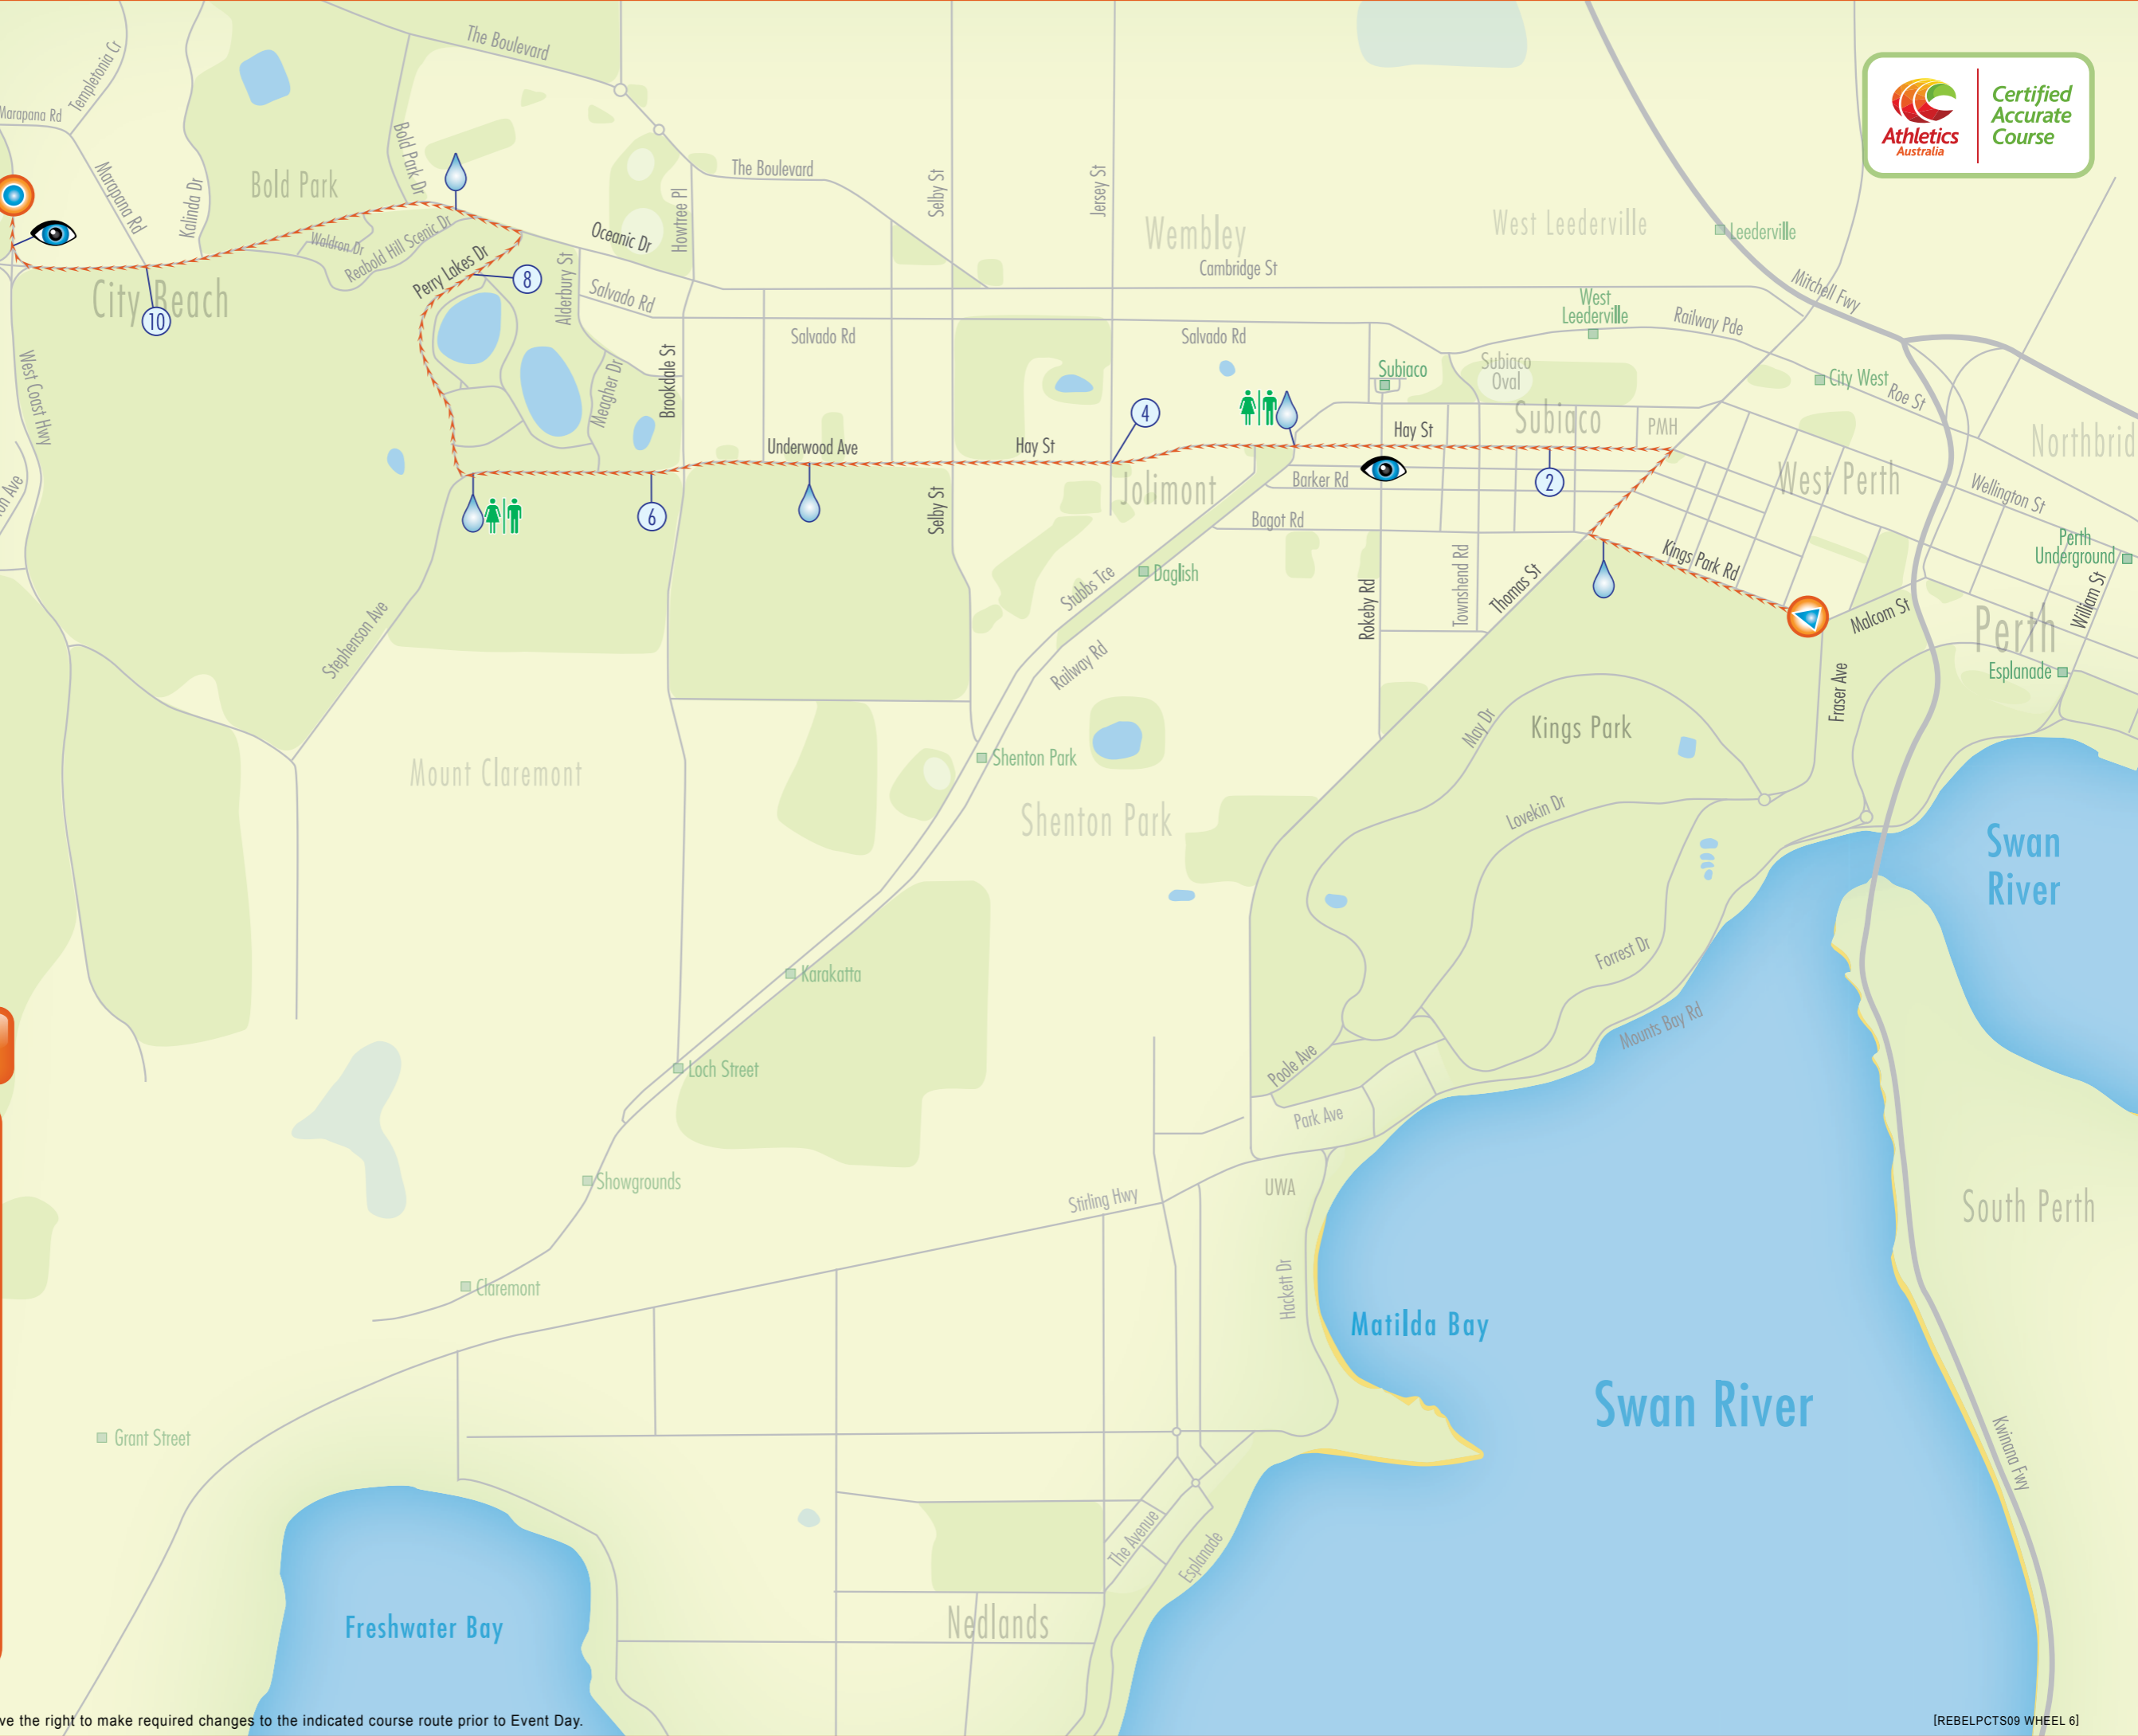 The Boulevard
Templetonia Cr
Marapana Rd
Bold Park Dr
Bold Park
Kalinda Dr
Marapana Rd
Waldron Dr
Reabold Hill Scenic Dr
Perry Lakes Dr
City Beach
10
8
West Coast Hwy
The Boulevard
Howtree Pl
Oceanic Dr
Alderbury St
Salvado Rd
Salvado Rd
Brookdale St
Meagher Dr
Underwood Ave
6
Selby St
Selby St
Jersey St
Wembley
Cambridge St
Salvado Rd
Hay St
4
Jolimont
West Leederville
Leederville
Mitchell Fwy
West
Leederville
Railway Pde
Subiaco
Subiaco
Oval
Subiaco
City West
Roe St
Hay St
PMH
2
Barker Rd
Bagot Rd
West Perth
Wellington St
Perth
Underground
William St
Kings Park Rd
Malcom St
Perth
Esplanade
Fraser Ave
Thomas St
Townshend Rd
Rokeby Rd
Daglish
Stubbs Tce
Railway Rd
Stephenson Ave
Mount Claremont
Shenton Park
Shenton Park
Kings Park
May Dr
Lovekin Dr
Forrest Dr
Mounts Bay Rd
Swan
River
Karakatta
Loch Street
Poole Ave
Park Ave
UWA
Showgrounds
Stirling Hwy
South Perth
Claremont
Hackett Dr
Matilda Bay
Swan River
Grant Street
Kwinana Fwy
The Avenue
Esplanade
Freshwater Bay
Nedlands
Athletics
Australia
Certified
Accurate
Course
the right to make required changes to the indicated course route prior to Event Day.
[REBELPCTS09 WHEEL 6]